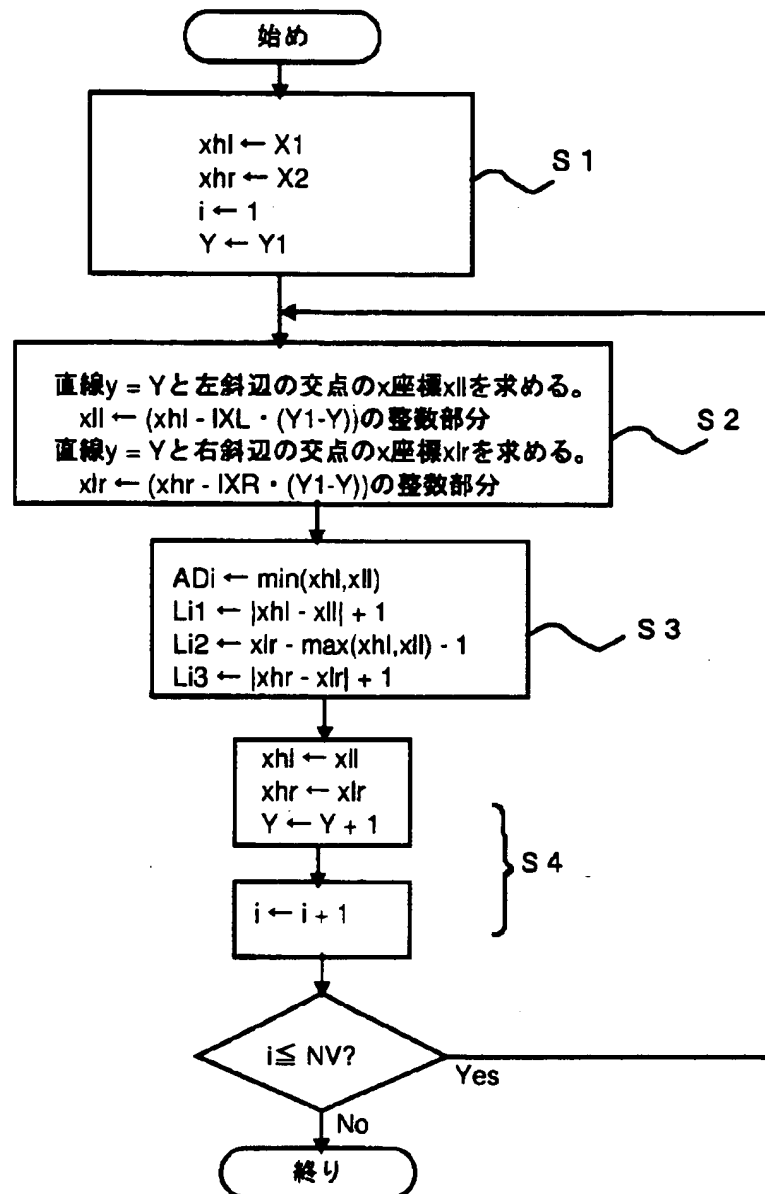 始め
xhl ← X1
xhr ← X2
i ← 1
Y ← Y1
S 1
直線y = Yと左斜辺の交点のx座標xllを求める。
xll ← (xhl - IXL・(Y1-Y))の整数部分
直線y = Yと右斜辺の交点のx座標xlrを求める。
xlr ← (xhr - IXR・(Y1-Y))の整数部分
S 2
ADi ← min(xhl,xll)
Li1 ← |xhl - xll| + 1
Li2 ← xlr - max(xhl,xll) - 1
Li3 ← |xhr - xlr| + 1
S 3
xhl ← xll
xhr ← xlr
Y ← Y + 1
i ← i + 1
S 4
i≦ NV?
Yes
No
終り